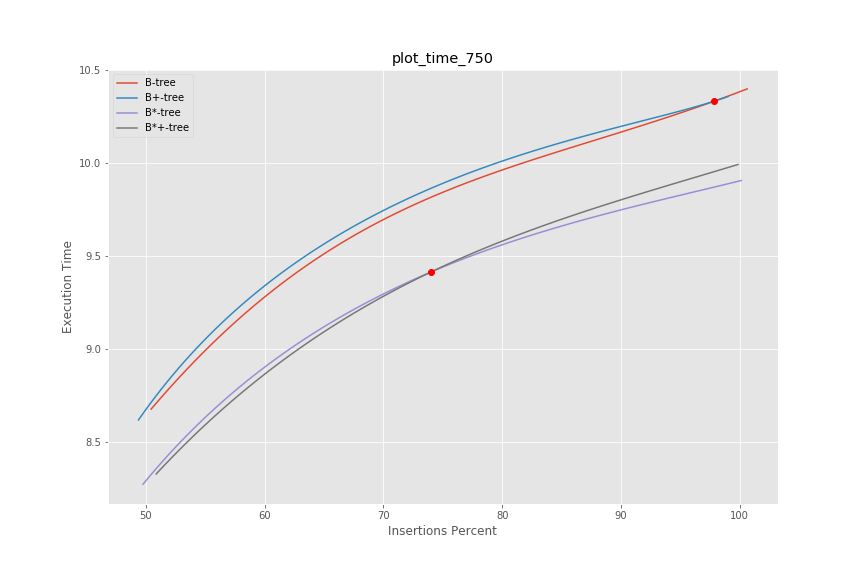 plot_time_750
B-tree
B+-tree
B*-tree
B*+-tree
Execution Time
10.5
10.0
9.5
9.0
8.5
50 60 70 80 90 100
Insertions Percent